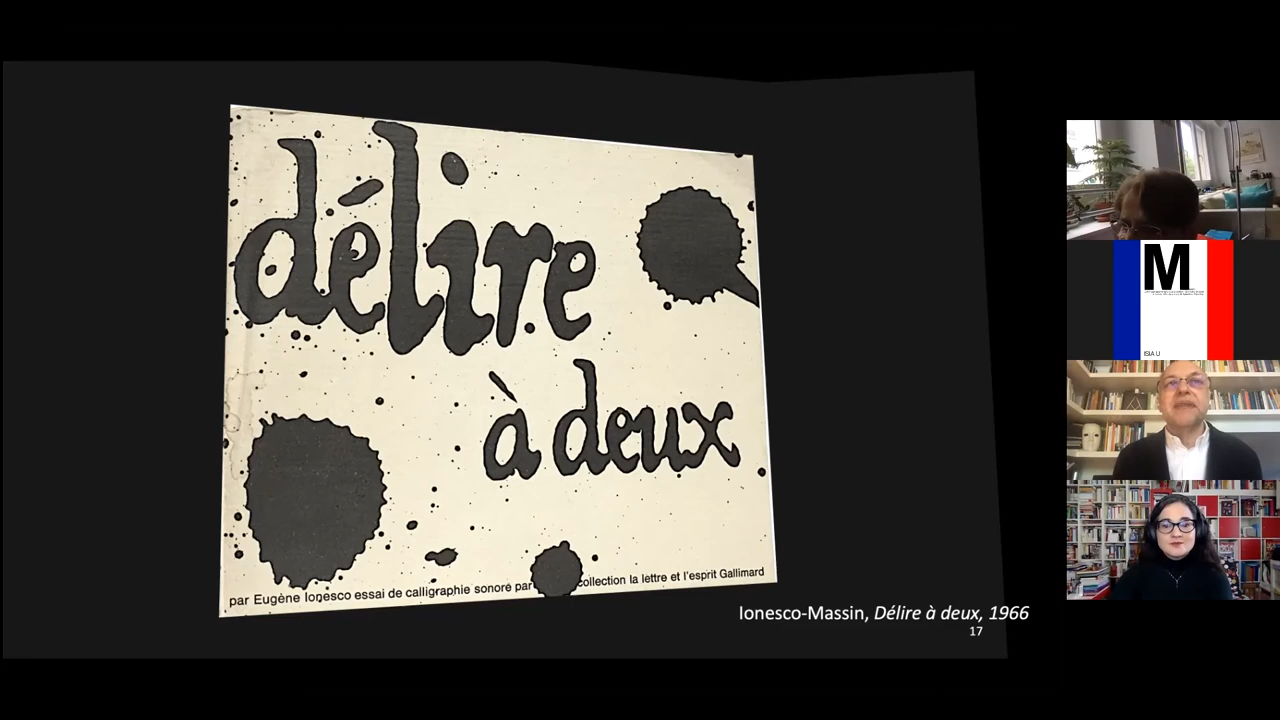 délire
à deux
par Eugène Ionesco essai de calligraphie sonore par collection la lettre et l'esprit Gallimard
Ionesco-Massin, Délire à deux, 1966
17
M
ISIA U